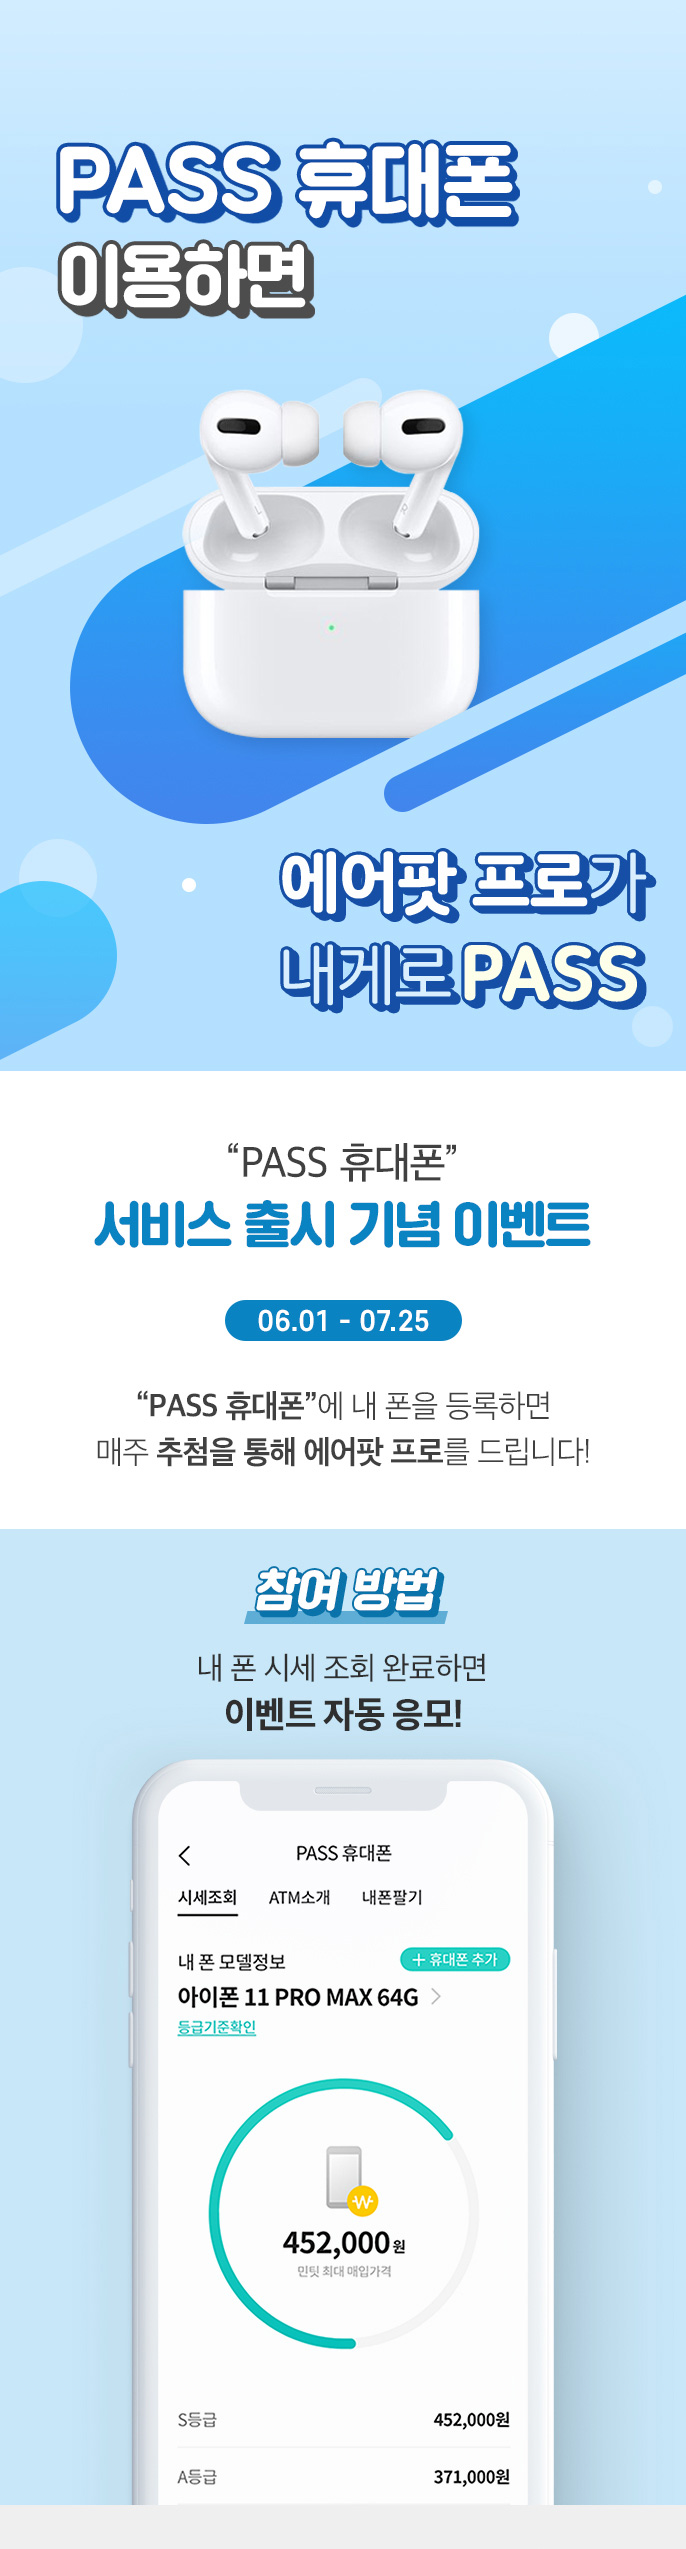 PASS 휴대폰
이용하면
에어팟 프로가
내게로 PASS
“PASS 휴대폰”
서비스 출시 기념 이벤트
06.01 - 07.25
“PASS 휴대폰”에 내 폰을 등록하면
매주 추첨을 통해 에어팟 프로를 드립니다!
참여 방법
내 폰 시세 조회 완료하면
이벤트 자동 응모!
PASS 휴대폰
시세조회 ATM소개 내폰팔기
내 폰 모델정보 + 휴대폰 추가
아이폰 11 PRO MAX 64G >
등급기준확인
₩
452,000원
민팃 최대 매입가격
S등급 452,000원
A등급 371,000원